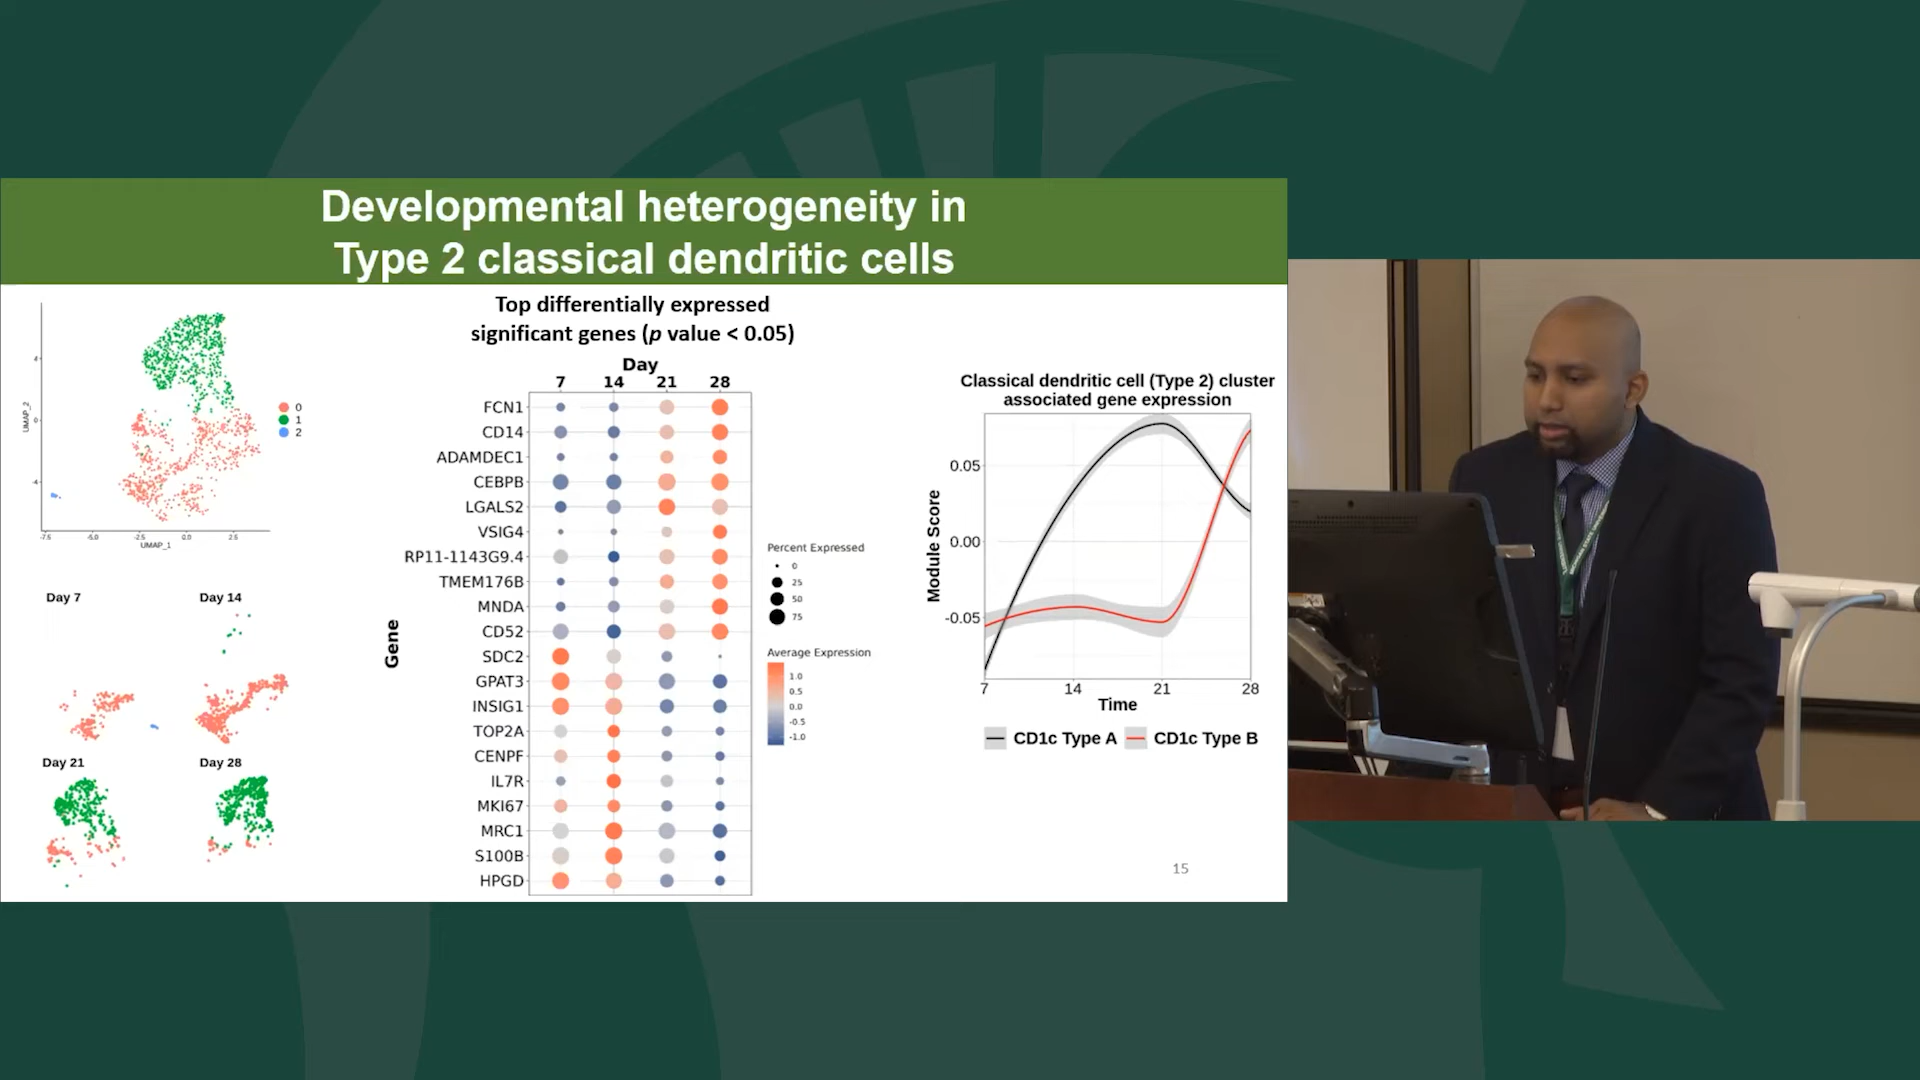 Developmental heterogeneity in
Type 2 classical dendritic cells
4
0
-4
-7.5 -5.0 -2.5 0.0 2.5
UMAP_1
UMAP_2
0
1
2
Day 7
Day 14
Day 21
Day 28
Top differentially expressed
significant genes (p value < 0.05)
Day
7 14 21 28
Gene
FCN1
CD14
ADAMDEC1
CEBPB
LGALS2
VSIG4
RP11-1143G9.4
TMEM176B
MNDA
CD52
SDC2
GPAT3
INSIG1
TOP2A
CENPF
IL7R
MKI67
MRC1
S100B
HPGD
Percent Expressed
0
25
50
75
Average Expression
1.0
0.5
0.0
-0.5
-1.0
Classical dendritic cell (Type 2) cluster
associated gene expression
Module Score
0.05
0.00
-0.05
7 14 21 28
Time
CD1c Type A CD1c Type B
15